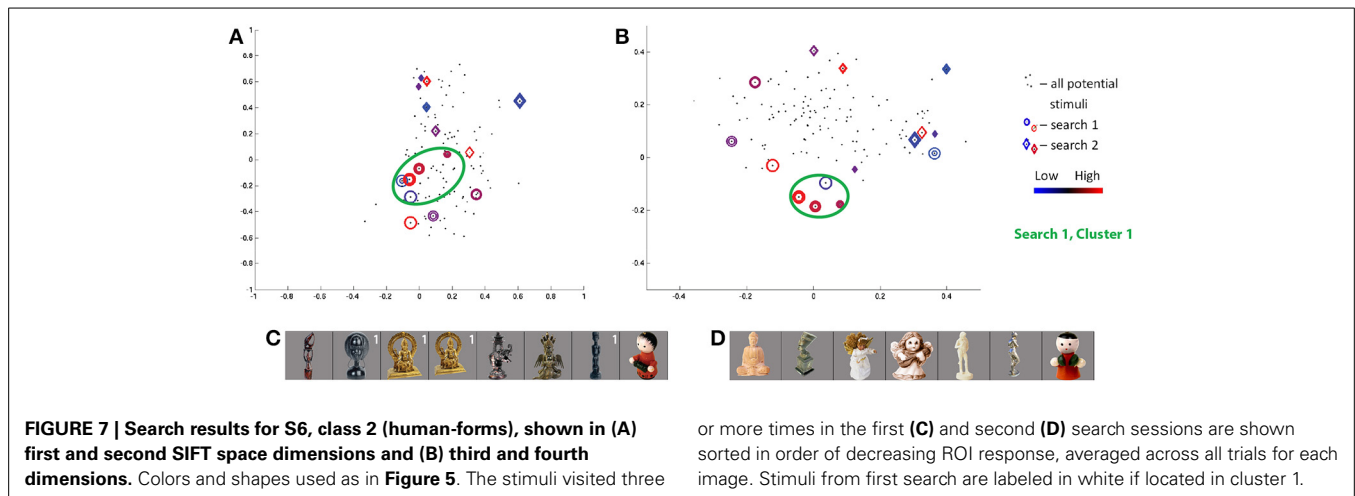 A
1
0.8
0.6
0.4
0.2
0
-0.2
-0.4
-0.6
-0.8
-1
-1 -0.8 -0.6 -0.4 -0.2 0 0.2 0.4 0.6 0.8 1
B
0.4
0.2
0
-0.2
-0.4
-0.4 -0.2 0 0.2 0.4
– all potential
stimuli
– search 1
– search 2
Low High
Search 1, Cluster 1
C
1 1 1 1
D
FIGURE 7 | Search results for S6, class 2 (human-forms), shown in (A)
first and second SIFT space dimensions and (B) third and fourth
dimensions. Colors and shapes used as in Figure 5. The stimuli visited three
or more times in the first (C) and second (D) search sessions are shown
sorted in order of decreasing ROI response, averaged across all trials for each
image. Stimuli from first search are labeled in white if located in cluster 1.